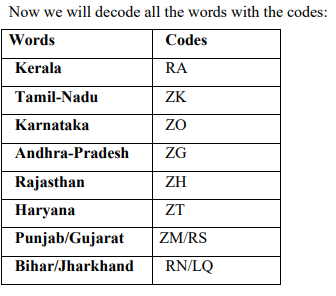 Now we will decode all the words with the codes:
Words Codes
Kerala RA
Tamil-Nadu ZK
Karnataka ZO
Andhra-Pradesh ZG
Rajasthan ZH
Haryana ZT
Punjab/Gujarat ZM/RS
Bihar/Jharkhand RN/LQ